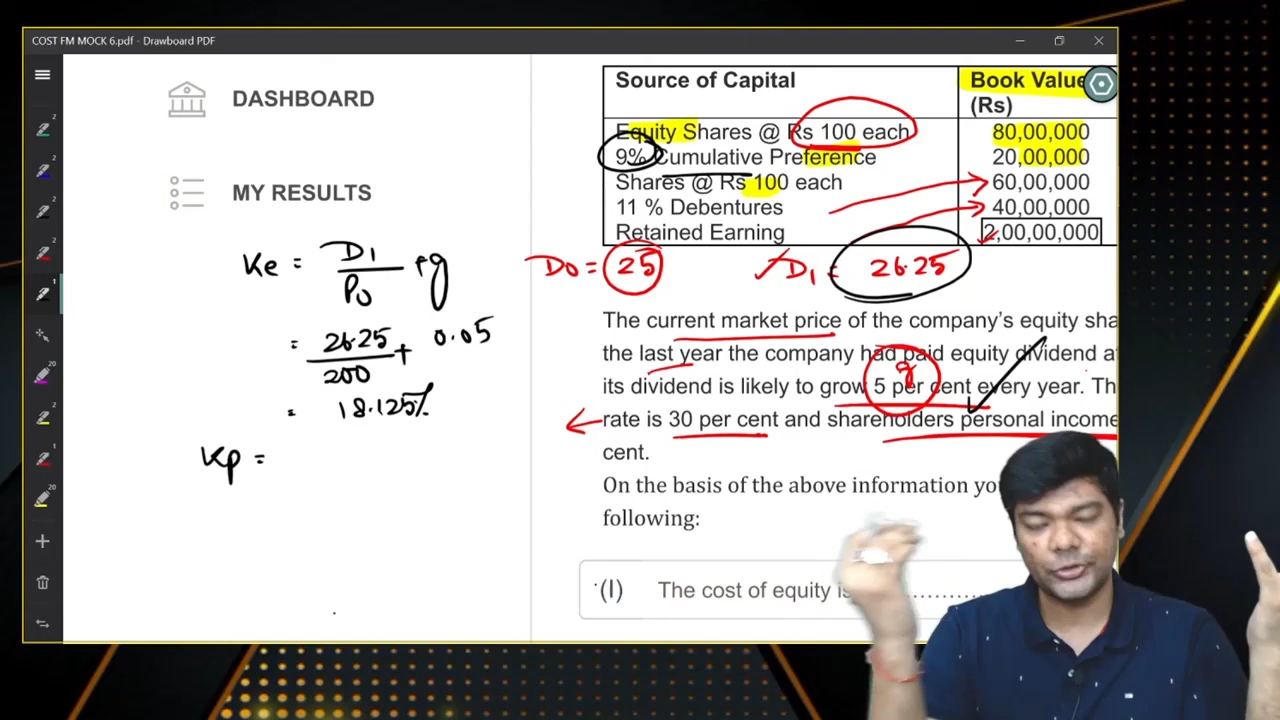 COST FM MOCK 6.pdf - Drawboard PDF
DASHBOARD
MY RESULTS
Ke = D1 / P0 + g
= 26.25 / 200 + 0.05
= 18.125%
Kp =
Source of Capital Book Value
(Rs)
Equity Shares @ Rs 100 each 80,00,000
9% Cumulative Preference 20,00,000
Shares @ Rs 100 each 60,00,000
11 % Debentures 40,00,000
Retained Earning 2,00,00,000
D0 = 25 D1 = 26.25
The current market price of the company's equity sha
the last year the company had paid equity dividend a
g
its dividend is likely to grow 5 per cent every year. Th
rate is 30 per cent and shareholders personal income
cent.
On the basis of the above information yo
following:
(I) The cost of equity is ..............